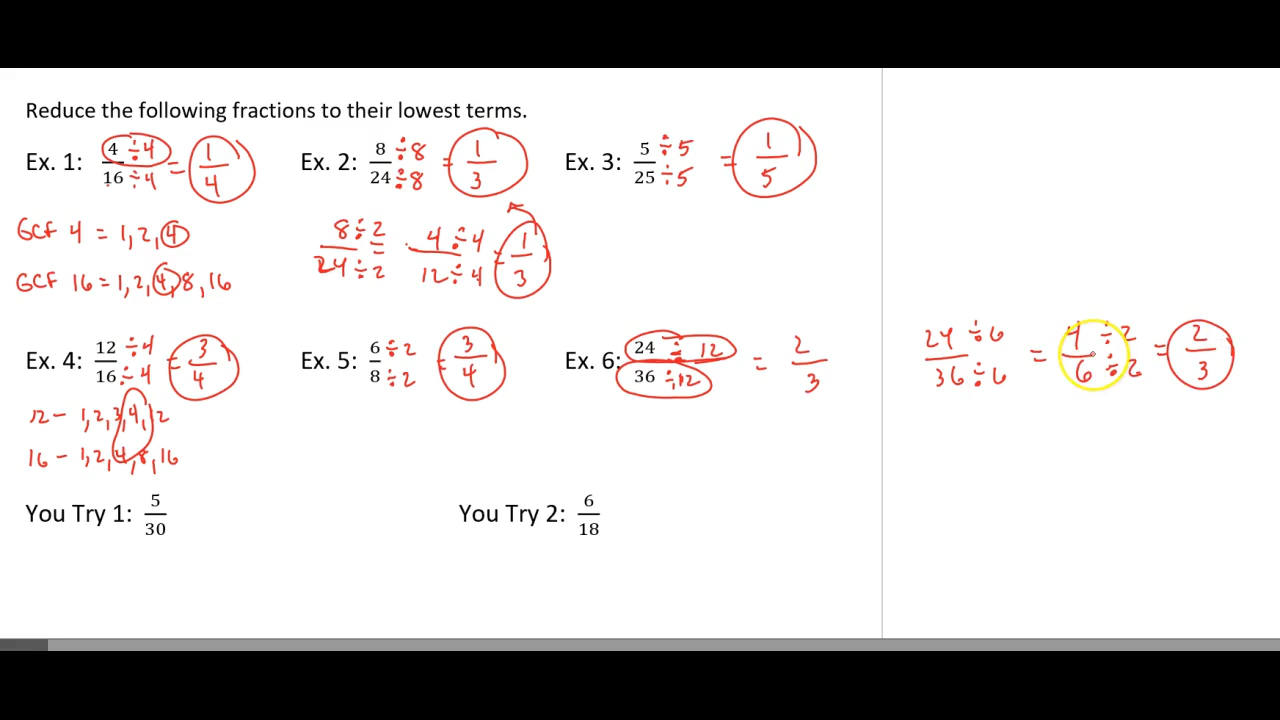 Reduce the following fractions to their lowest terms.
Ex. 1: 4/16 ÷4/÷4 = 1/4
Ex. 2: 8/24 ÷8/÷8 = 1/3
Ex. 3: 5/25 ÷5/÷5 = 1/5
GCF 4 = 1, 2, 4
GCF 16 = 1, 2, 4, 8, 16
8÷2/24÷2 = 4÷4/12÷4 = 1/3
Ex. 4: 12/16 ÷4/÷4 = 3/4
Ex. 5: 6/8 ÷2/÷2 = 3/4
Ex. 6: 24/36 ÷12/÷12 = 2/3
24÷6/36÷6 = 4÷2/6÷2 = 2/3
12 - 1, 2, 3, 4, 12
16 - 1, 2, 4, 8, 16
You Try 1: 5/30
You Try 2: 6/18